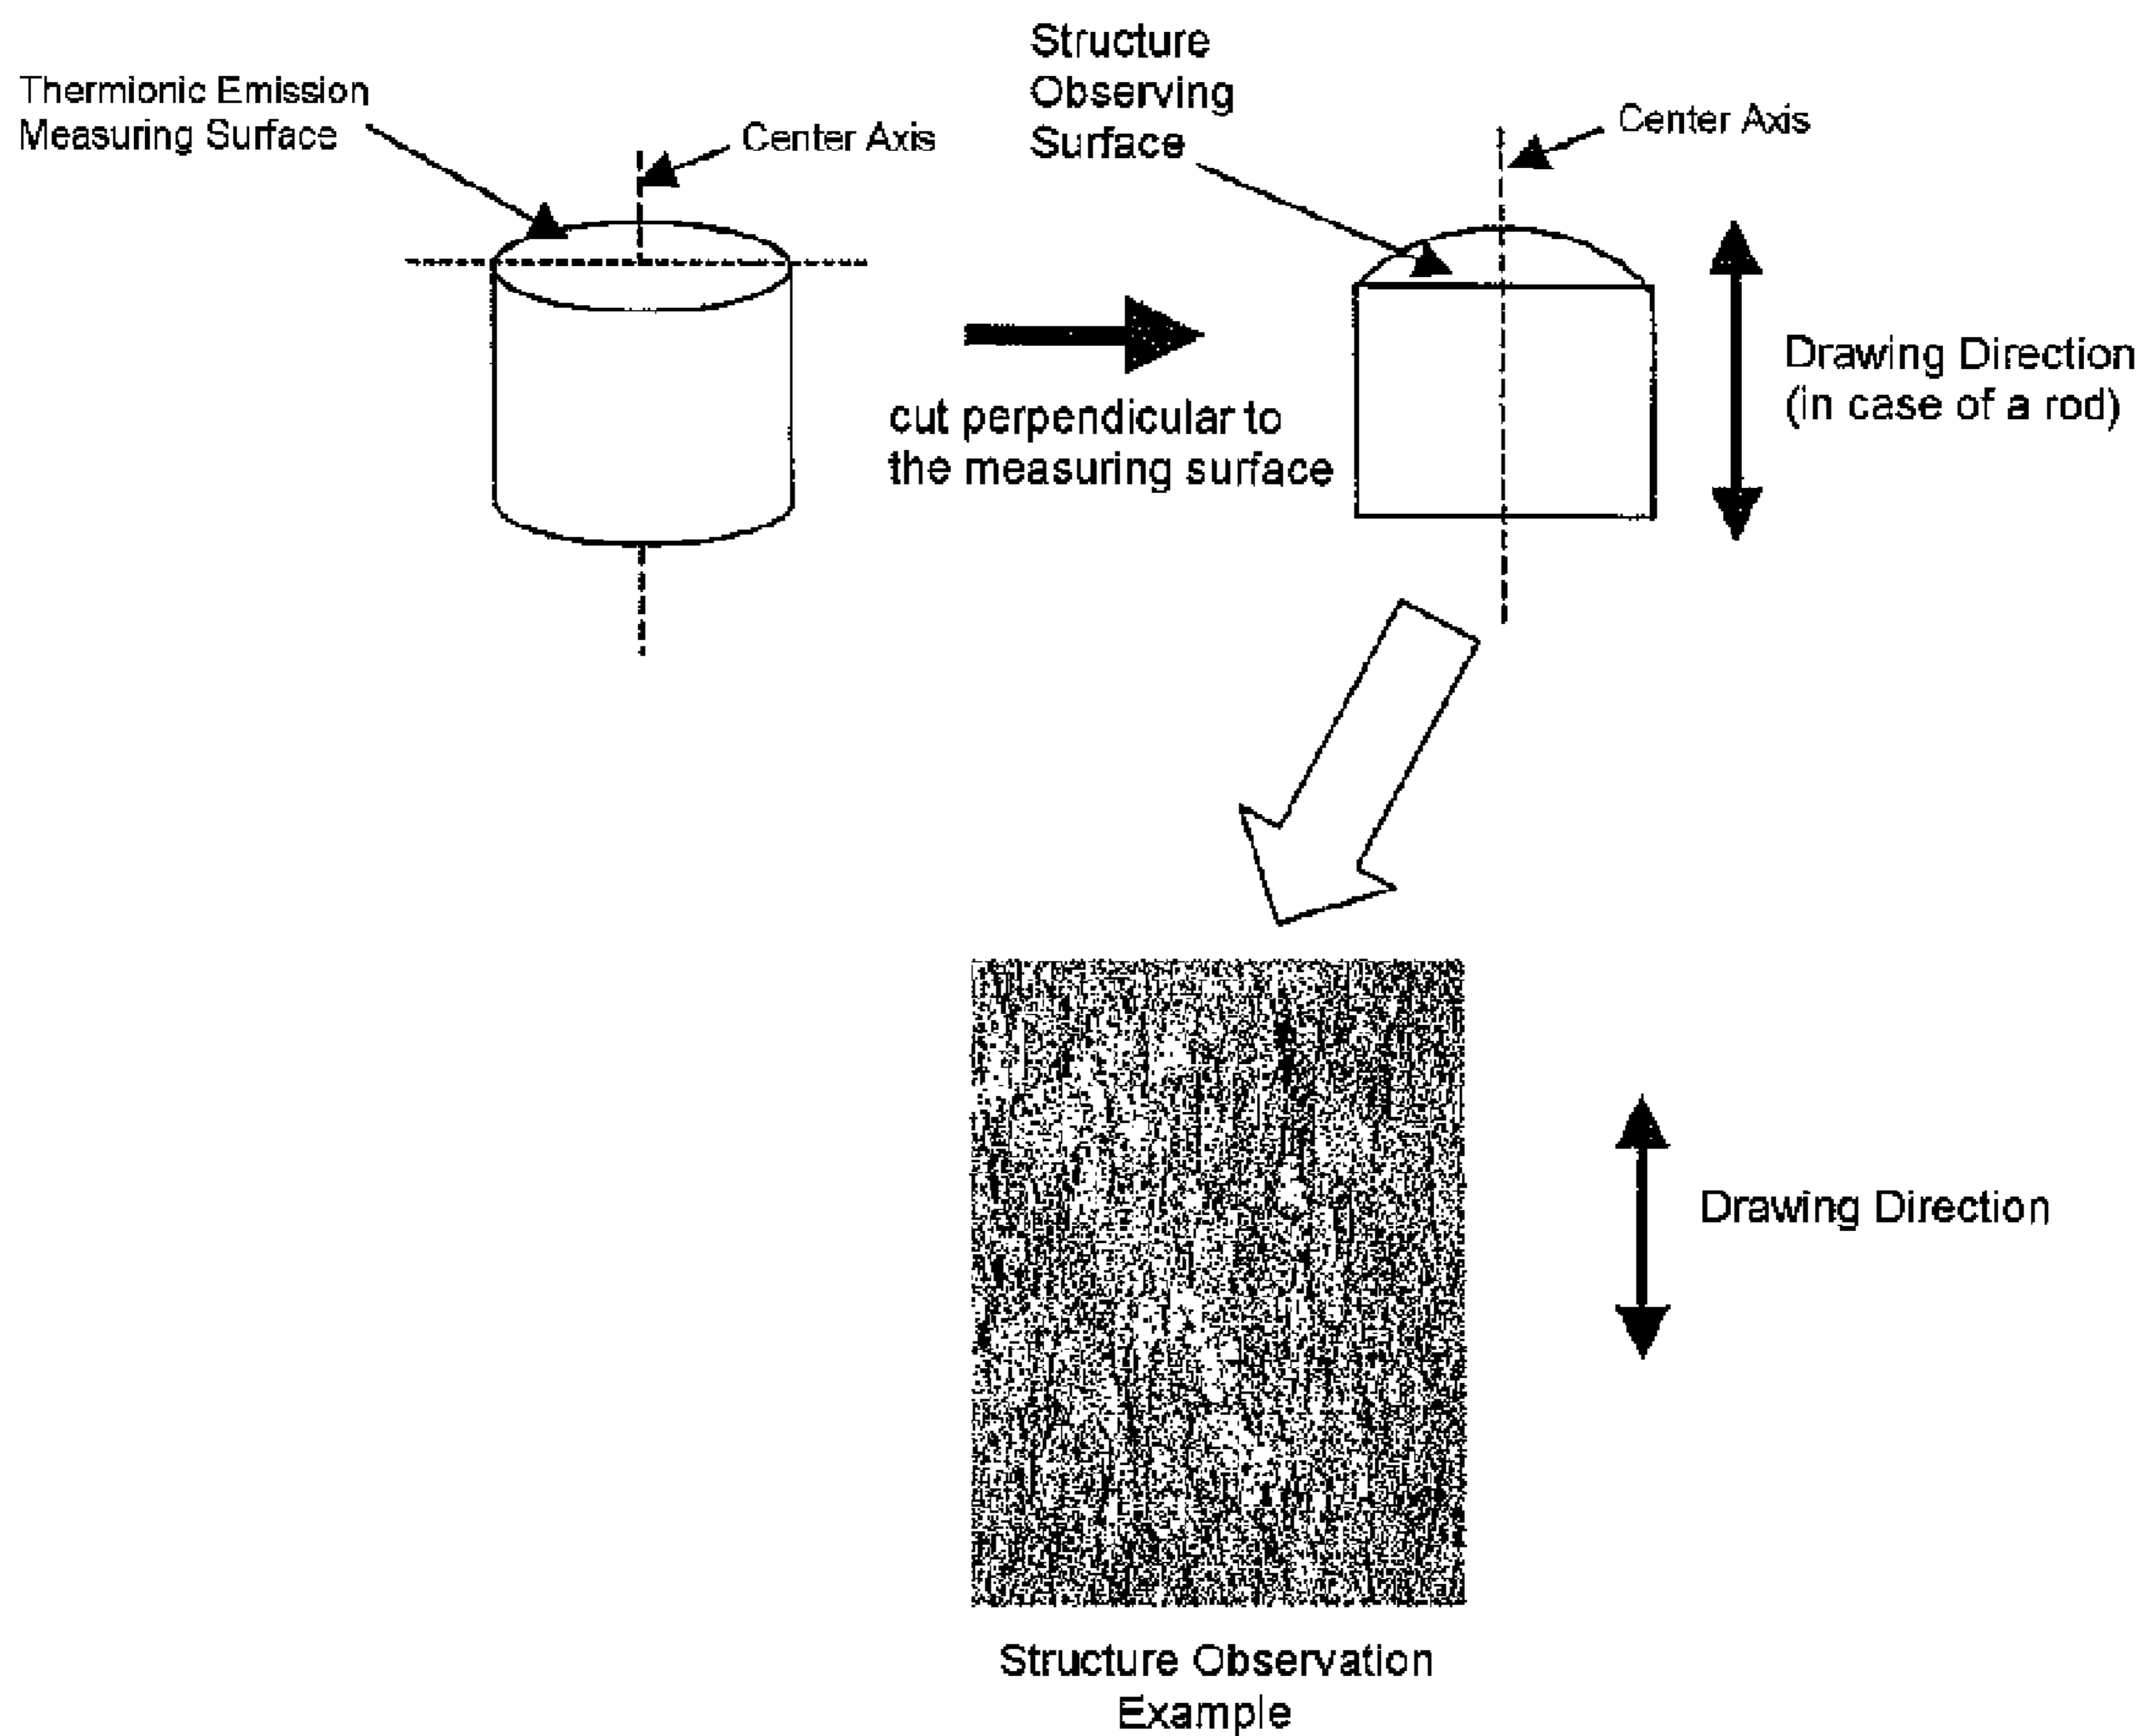 Thermionic Emission
Measuring Surface
Center Axis
Structure
Observing
Surface
Center Axis
cut perpendicular to
the measuring surface
Drawing Direction
(in case of a rod)
Drawing Direction
Structure Observation
Example